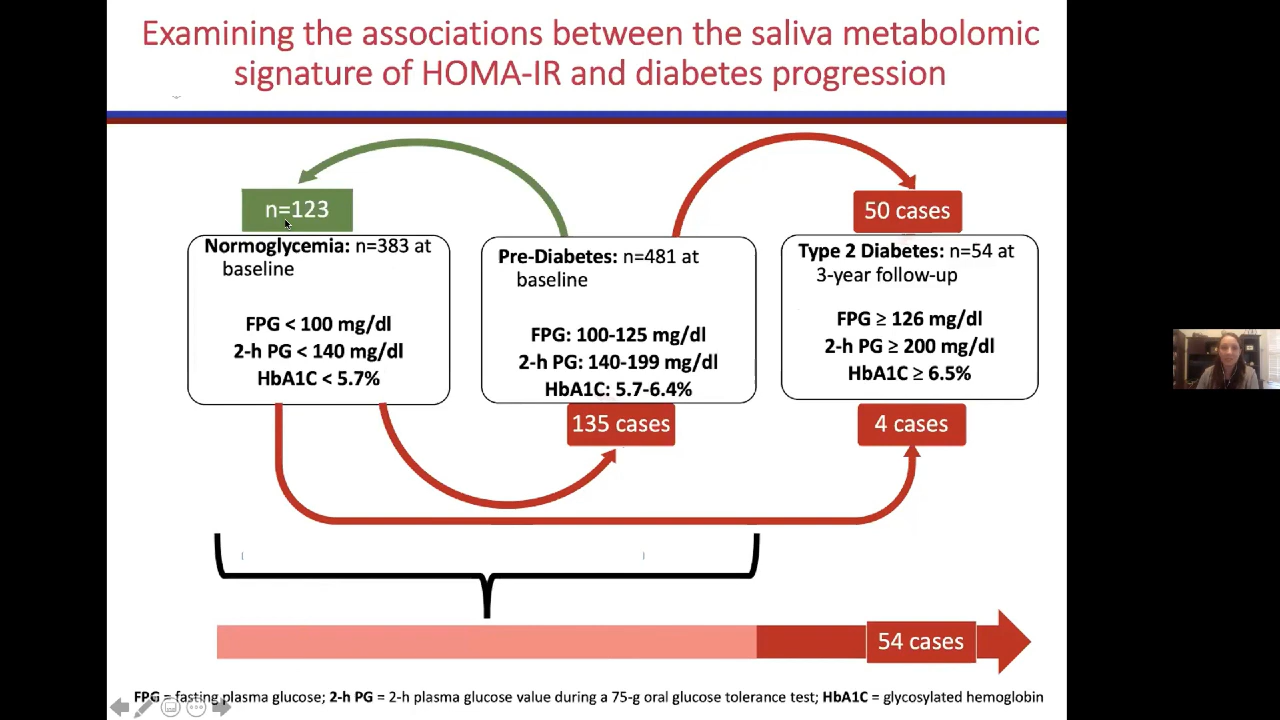 Examining the associations between the saliva metabolomic
signature of HOMA-IR and diabetes progression
n=123
50 cases
Normoglycemia: n=383 at
baseline
FPG < 100 mg/dl
2-h PG < 140 mg/dl
HbA1C < 5.7%
Pre-Diabetes: n=481 at
baseline
FPG: 100-125 mg/dl
2-h PG: 140-199 mg/dl
HbA1C: 5.7-6.4%
Type 2 Diabetes: n=54 at
3-year follow-up
FPG ≥ 126 mg/dl
2-h PG ≥ 200 mg/dl
HbA1C ≥ 6.5%
135 cases
4 cases
54 cases
FPG = fasting plasma glucose; 2-h PG = 2-h plasma glucose value during a 75-g oral glucose tolerance test; HbA1C = glycosylated hemoglobin